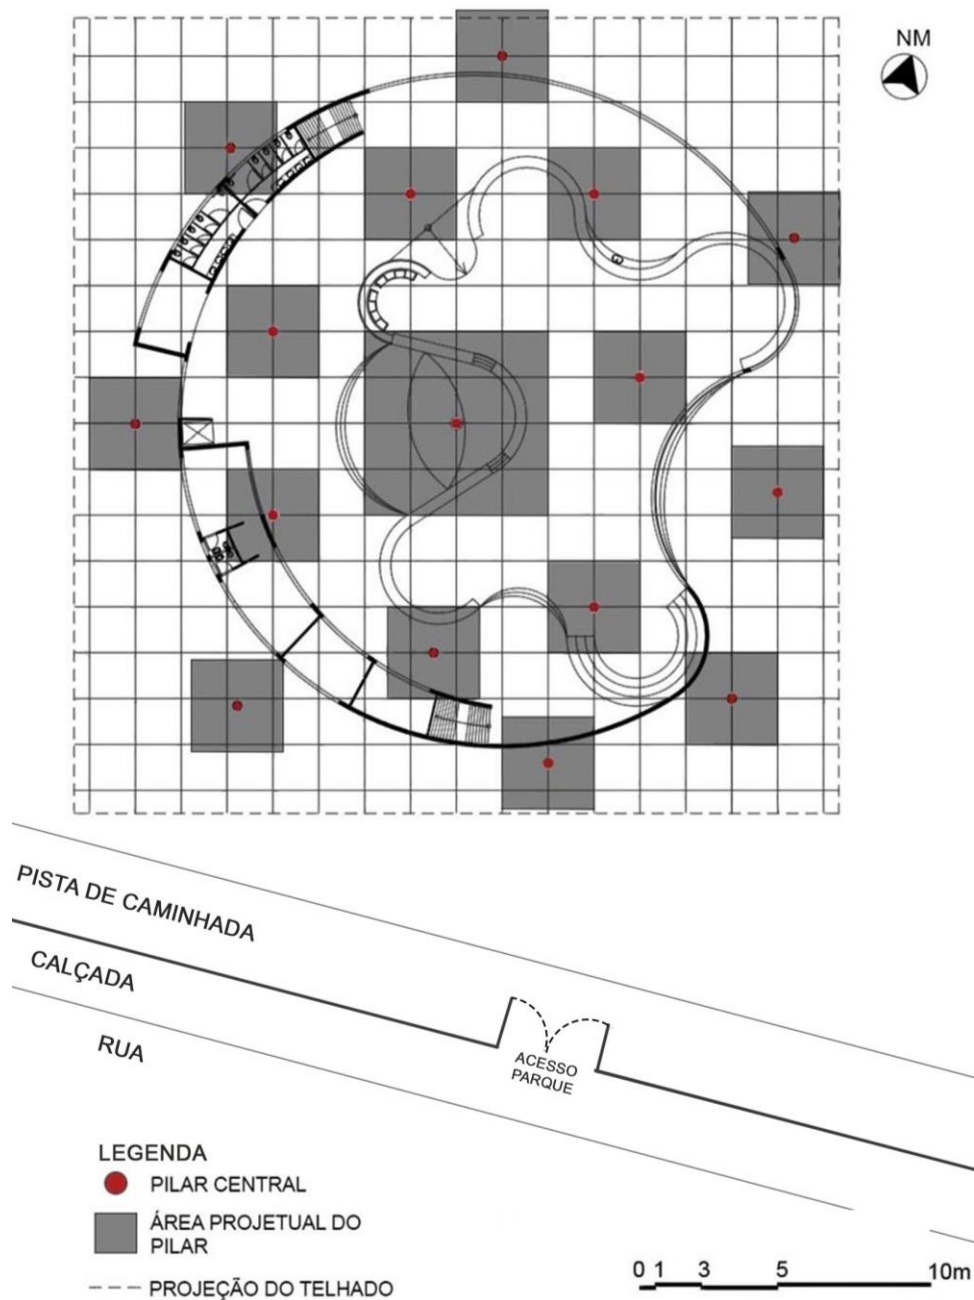 NM
PISTA DE CAMINHADA
CALÇADA
RUA
ACESSO
PARQUE
LEGENDA
PILAR CENTRAL
ÁREA PROJETUAL DO
PILAR
PROJEÇÃO DO TELHADO
0 1 3 5 10m